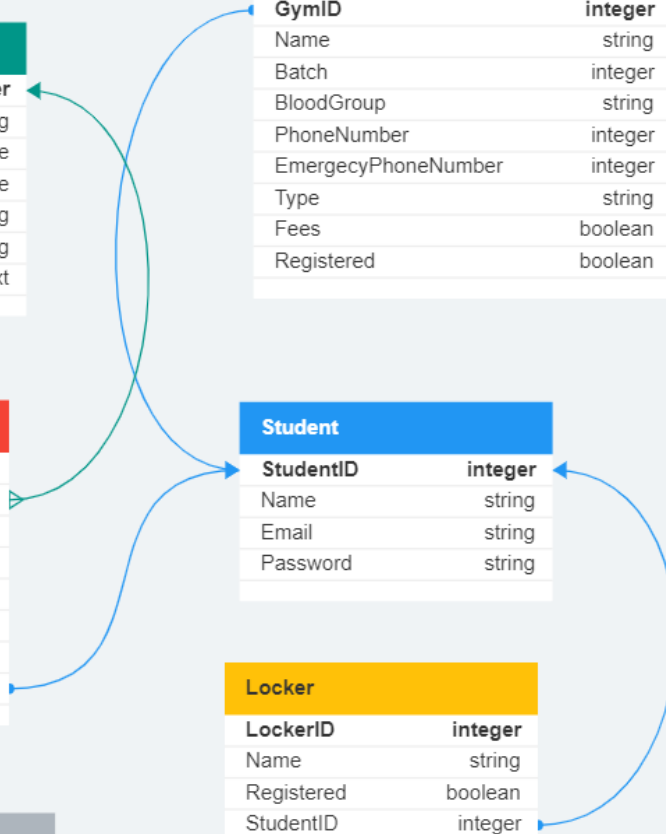 GymID integer
Name string
Batch integer
BloodGroup string
PhoneNumber integer
EmergecyPhoneNumber integer
Type string
Fees boolean
Registered boolean
Student
StudentID integer
Name string
Email string
Password string
Locker
LockerID integer
Name string
Registered boolean
StudentID integer